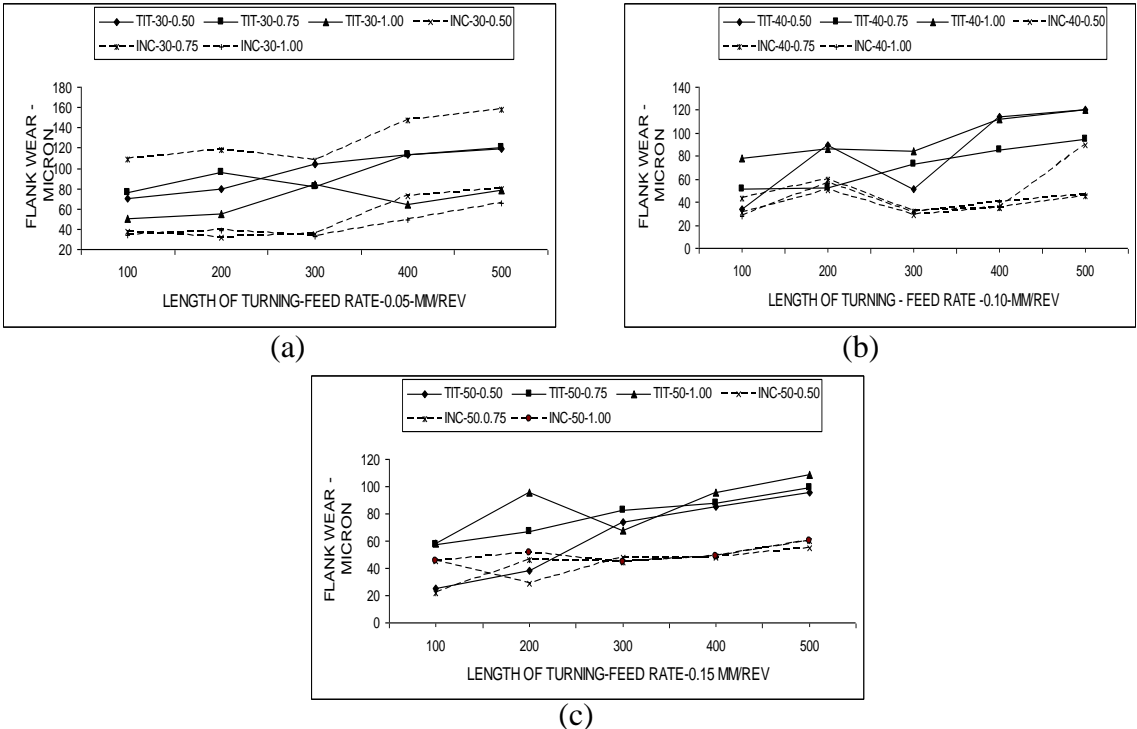 TIT-30-0.50 TIT-30-0.75 TIT-30-1.00 INC-30-0.50
INC-30-0.75 INC-30-1.00
FLANK WEAR -
MICRON
180
160
140
120
100
80
60
40
20
100 200 300 400 500
LENGTH OF TURNING-FEED RATE-0.05-MM/REV
(a)
TIT-40-0.50 TIT-40-0.75 TIT-40-1.00 INC-40-0.50
INC-40-0.75 INC-40-1.00
FLANK WEAR -
MICRON
140
120
100
80
60
40
20
0
100 200 300 400 500
LENGTH OF TURNING - FEED RATE -0.10-MM/REV
(b)
TIT-50-0.50 TIT-50-0.75 TIT-50-1.00 INC-50-0.50
INC-50.0.75 INC-50-1.00
FLANK WEAR -
MICRON
120
100
80
60
40
20
0
100 200 300 400 500
LENGTH OF TURNING-FEED RATE-0.15 MM/REV
(c)